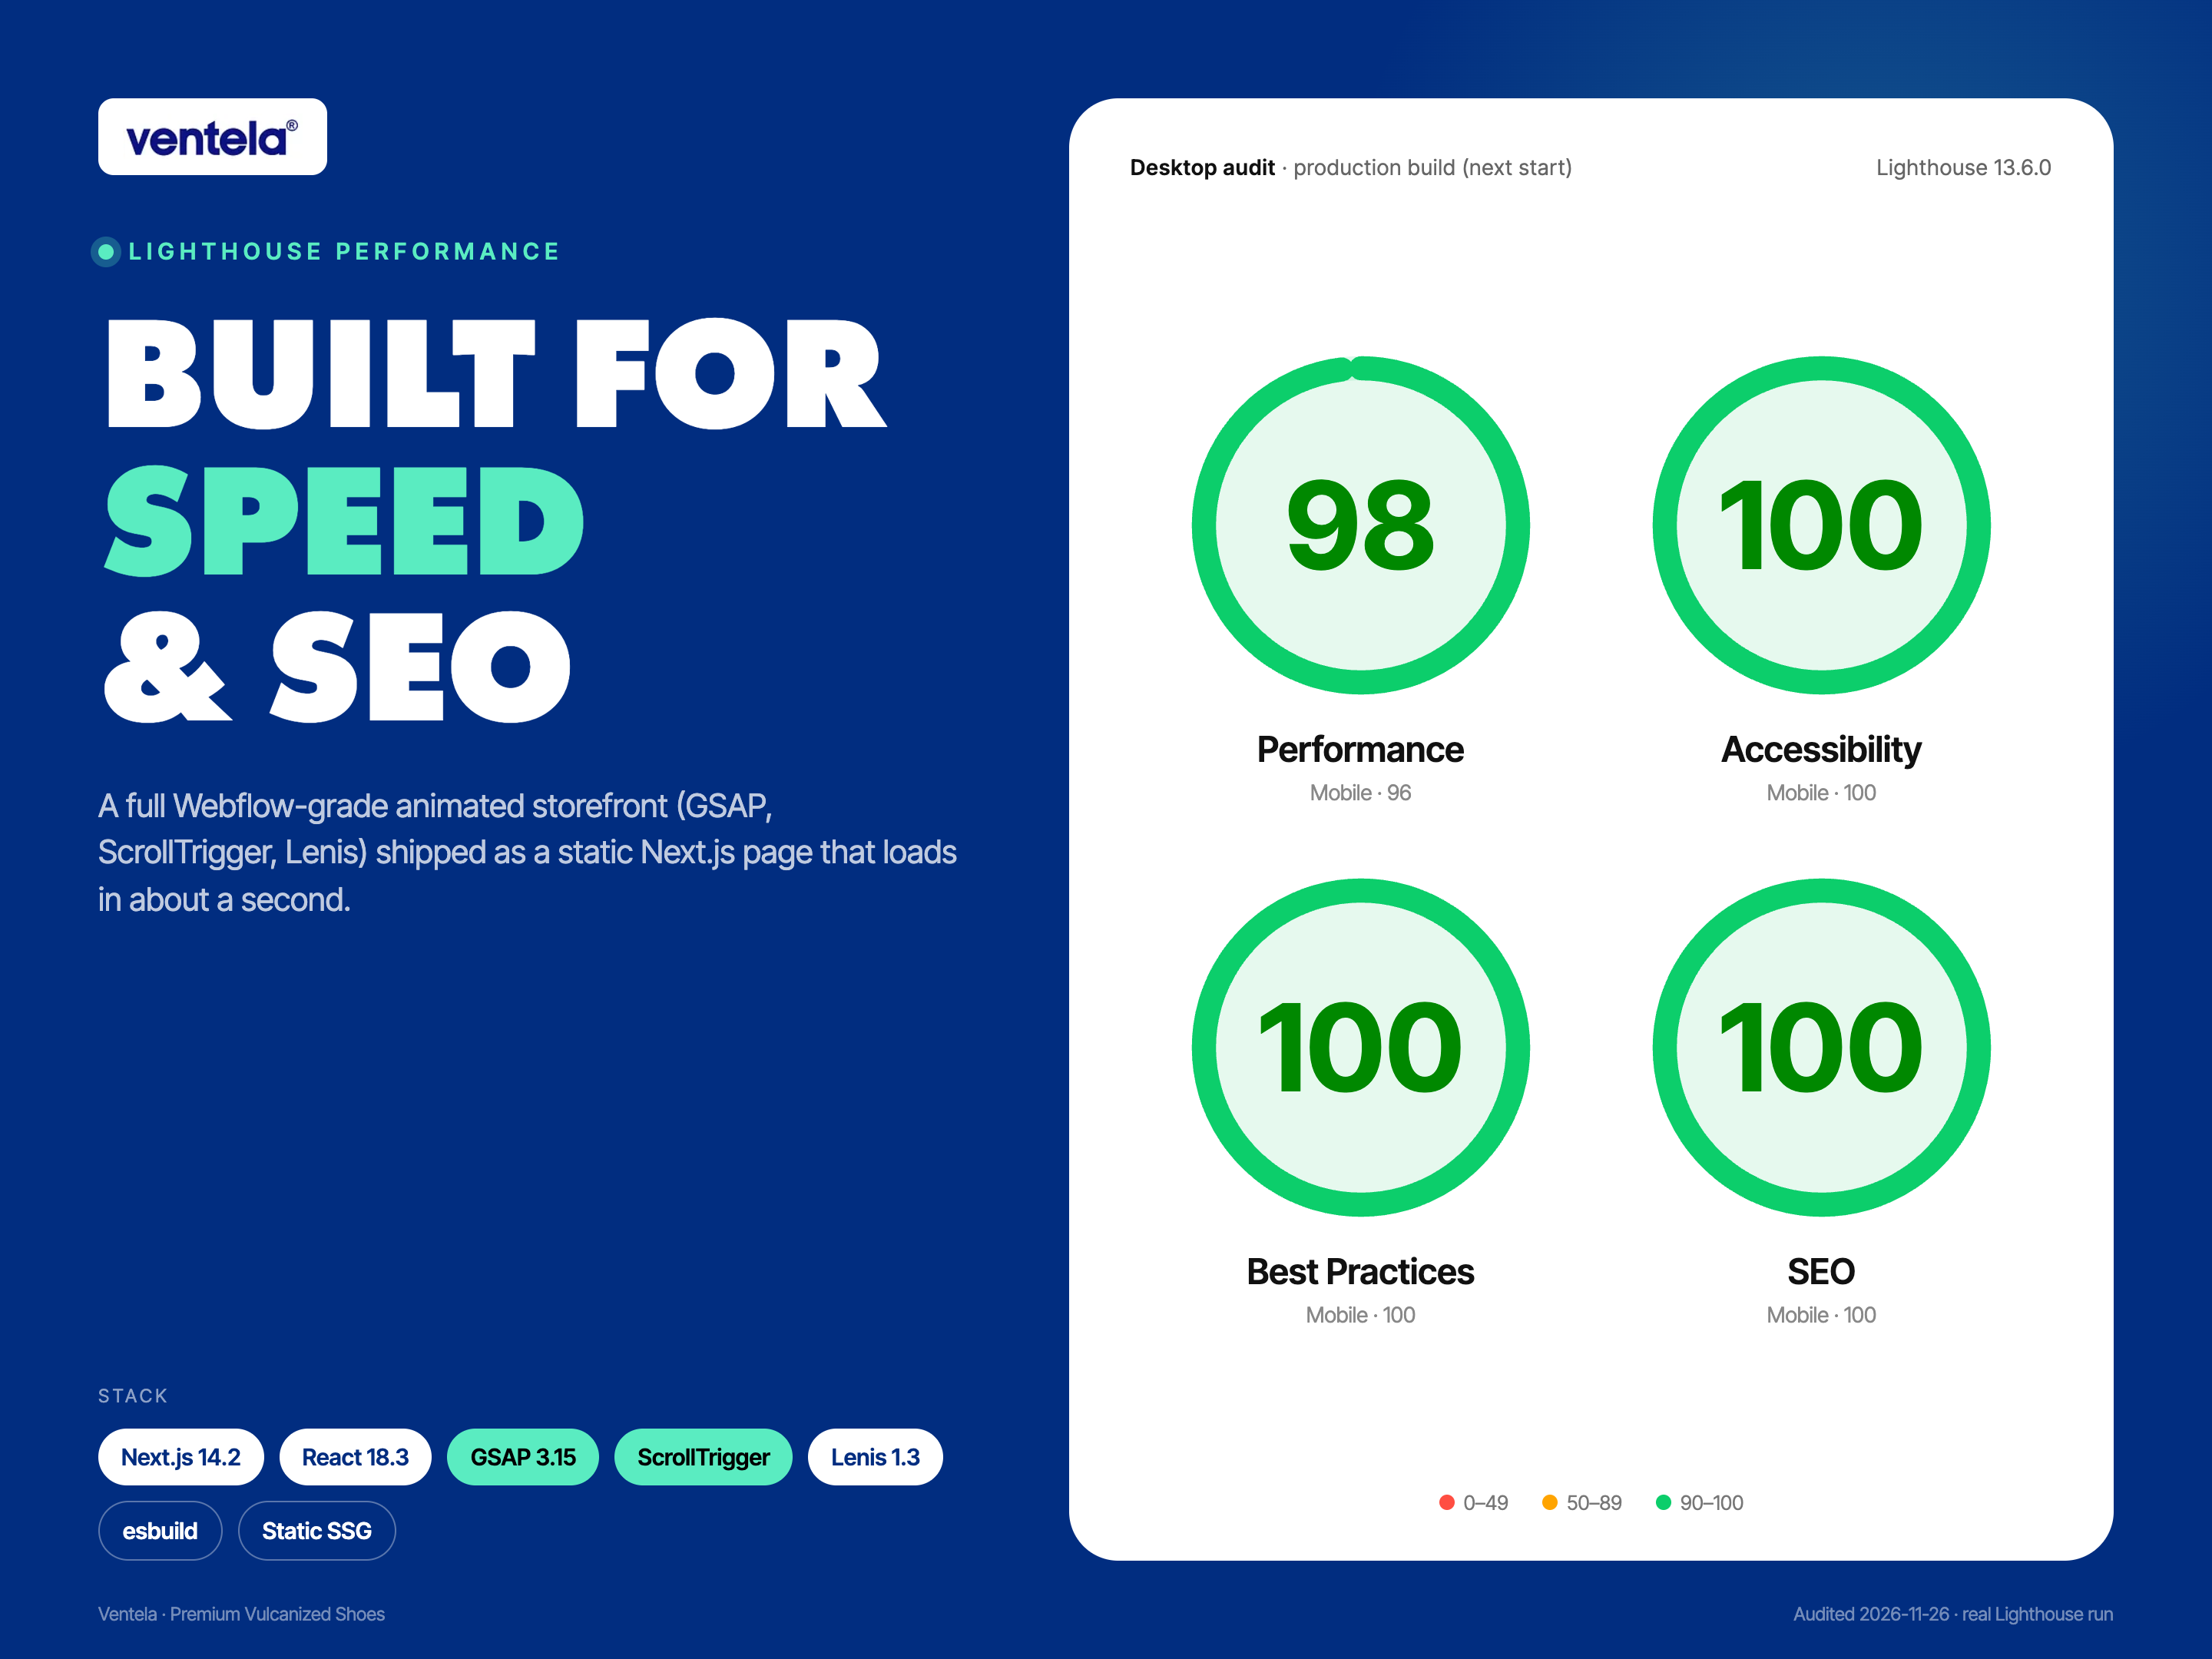 ventela®
LIGHTHOUSE PERFORMANCE
BUILT FOR
SPEED
& SEO
A full Webflow-grade animated storefront (GSAP,
ScrollTrigger, Lenis) shipped as a static Next.js page that loads
in about a second.
STACK
Next.js 14.2 React 18.3 GSAP 3.15 ScrollTrigger Lenis 1.3
esbuild Static SSG
Ventela · Premium Vulcanized Shoes
Desktop audit · production build (next start) Lighthouse 13.6.0
98 100
Performance Accessibility
Mobile · 96 Mobile · 100
100 100
Best Practices SEO
Mobile · 100 Mobile · 100
0–49 50–89 90–100
Audited 2026-11-26 · real Lighthouse run